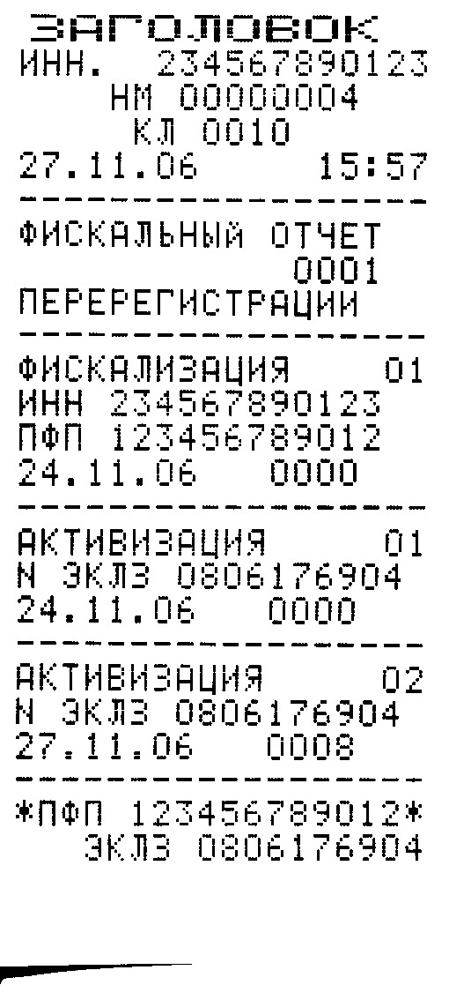 ЗАГОЛОВОК
ИНН. 234567890123
НМ 00000004
КЛ 0010
27.11.06 15:57
------------------
ФИСКАЛЬНЫЙ ОТЧЕТ
0001
ПЕРЕРЕГИСТРАЦИИ
------------------
ФИСКАЛИЗАЦИЯ 01
ИНН 234567890123
ПФП 123456789012
24.11.06 0000
------------------
АКТИВИЗАЦИЯ 01
N ЭКЛЗ 0806176904
24.11.06 0000
------------------
АКТИВИЗАЦИЯ 02
N ЭКЛЗ 0806176904
27.11.06 0008
------------------
*ПФП 123456789012*
ЭКЛЗ 0806176904